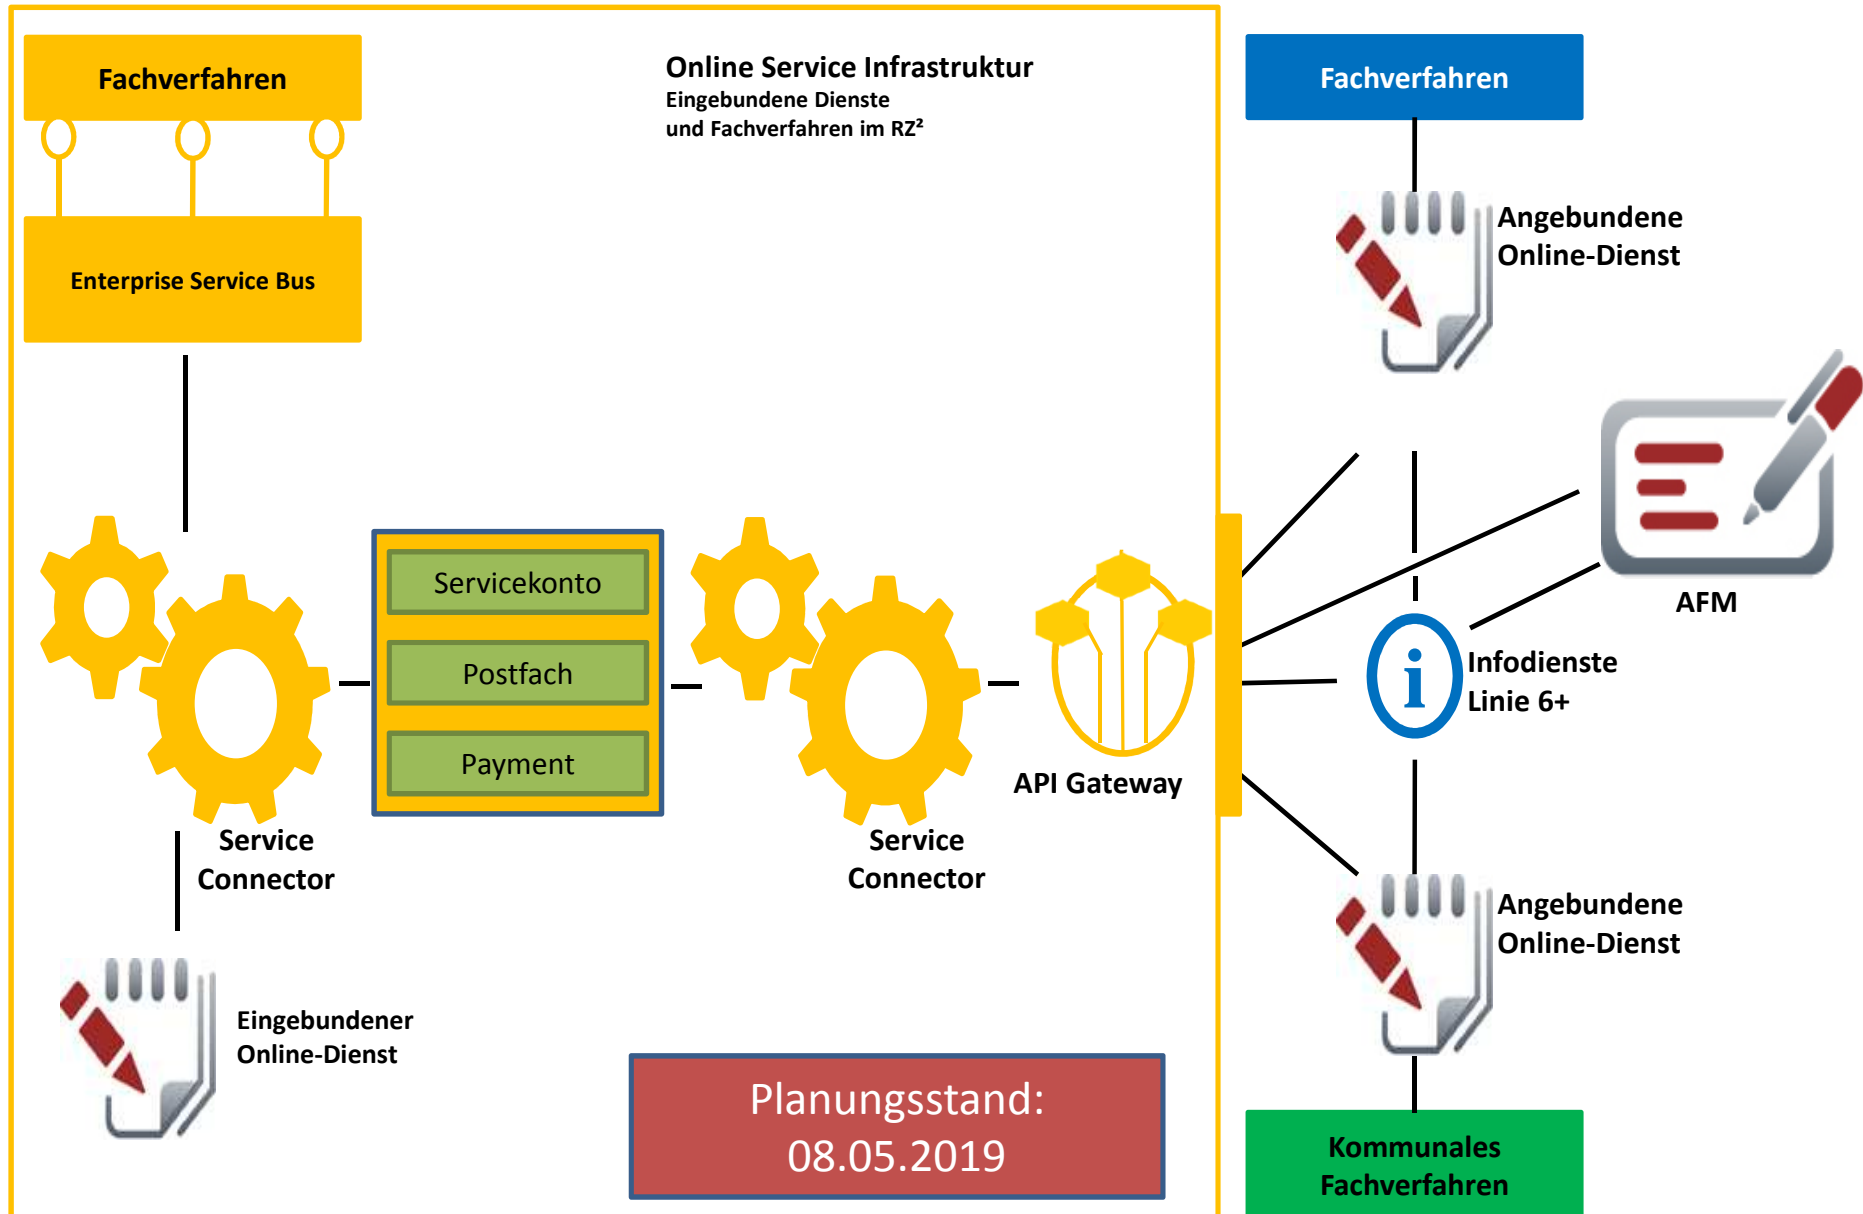 Fachverfahren
Online Service Infrastruktur
Eingebundene Dienste
und Fachverfahren im RZ²
Fachverfahren
Angebundene
Online-Dienst
Enterprise Service Bus
AFM
Servicekonto
Postfach
Payment
Infodienste
Linie 6+
API Gateway
Service
Connector
Service
Connector
Angebundene
Online-Dienst
Eingebundener
Online-Dienst
Planungsstand:
08.05.2019
Kommunales
Fachverfahren